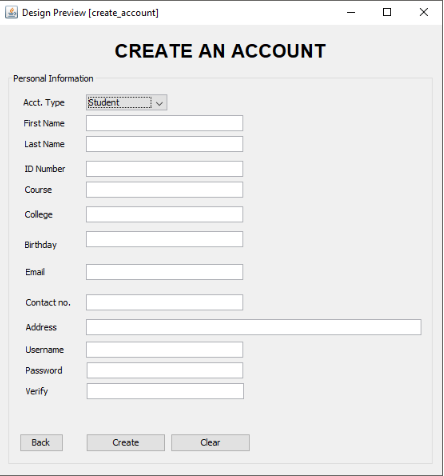 Design Preview [create_account]
CREATE AN ACCOUNT
Personal Information
Acct. Type Student
First Name
Last Name
ID Number
Course
College
Birthday
Email
Contact no.
Address
Username
Password
Verify
Back Create Clear